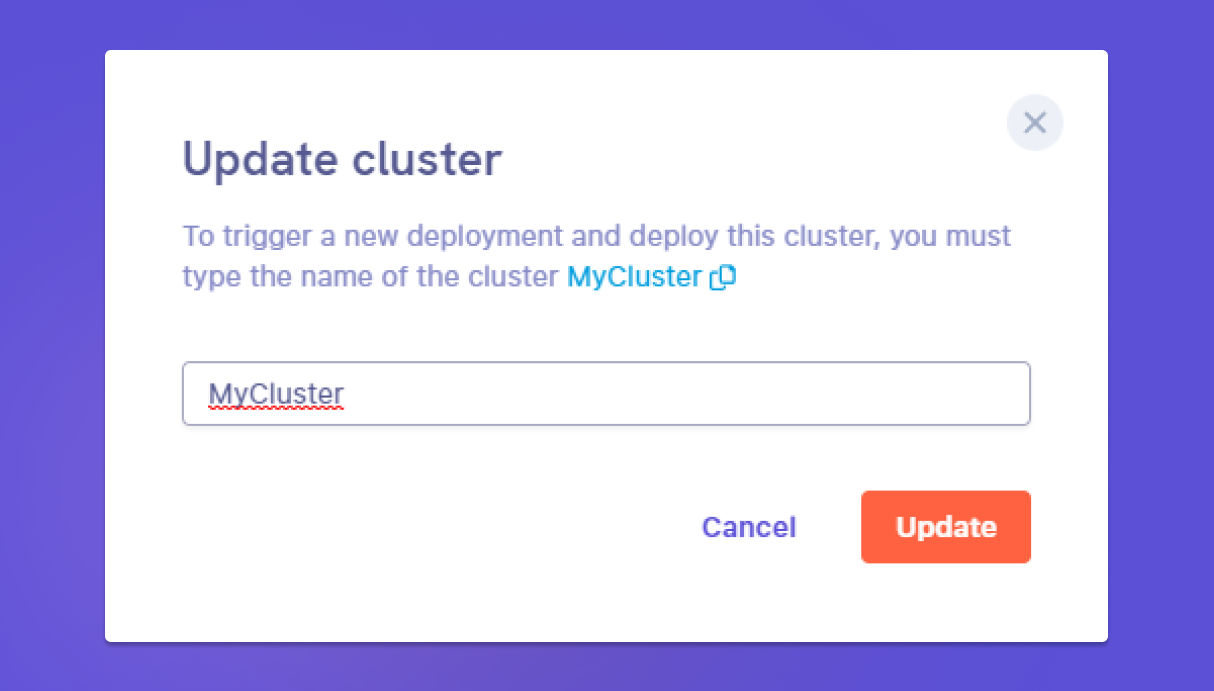 Update cluster
To trigger a new deployment and deploy this cluster, you must
type the name of the cluster MyCluster
MyCluster
Cancel
Update